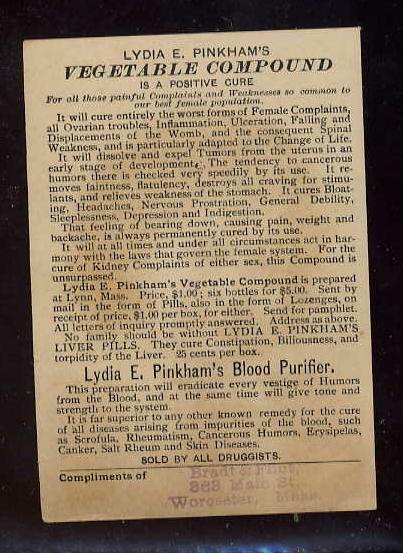 LYDIA E. PINKHAM'S
VEGETABLE COMPOUND
IS A POSITIVE CURE
For all those painful Complaints and Weaknesses so common to
our best female population.
It will cure entirely the worst forms of Female Complaints,
all Ovarian troubles, Inflammation, Ulceration, Falling and
Displacements of the Womb, and the consequent Spinal
Weakness, and is particularly adapted to the Change of Life.
It will dissolve and expel Tumors from the uterus in an
early stage of development. The tendency to cancerous
humors there is checked very speedily by its use. It re-
moves faintness, flatulency, destroys all craving for stimu-
lants, and relieves weakness of the stomach. It cures Bloat-
ing, Headaches, Nervous Prostration, General Debility,
Sleeplessness, Depression and Indigestion.
That feeling of bearing down, causing pain, weight and
backache, is always permanently cured by its use.
It will at all times and under all circumstances act in har-
mony with the laws that govern the female system. For the
cure of Kidney Complaints of either sex, this Compound is
unsurpassed.
Lydia E. Pinkham's Vegetable Compound is prepared
at Lynn, Mass. Price, $1.00; six bottles for $5.00. Sent by
mail in the form of Pills, also in the form of Lozenges, on
receipt of price, $1.00 per box, for either. Send for pamphlet.
All letters of inquiry promptly answered. Address as above.
No family should be without LYDIA E. PINKHAM'S
LIVER PILLS. They cure Constipation, Biliousness, and
torpidity of the Liver. 25 cents per box.
Lydia E. Pinkham's Blood Purifier.
This preparation will eradicate every vestige of Humors
from the Blood, and at the same time will give tone and
strength to the system.
It is far superior to any other known remedy for the cure
of all diseases arising from impurities of the blood, such
as Scrofula, Rheumatism, Cancerous Humors, Erysipelas,
Canker, Salt Rheum and Skin Diseases.
SOLD BY ALL DRUGGISTS.
Compliments of
Main St.
Worcester, Mass.